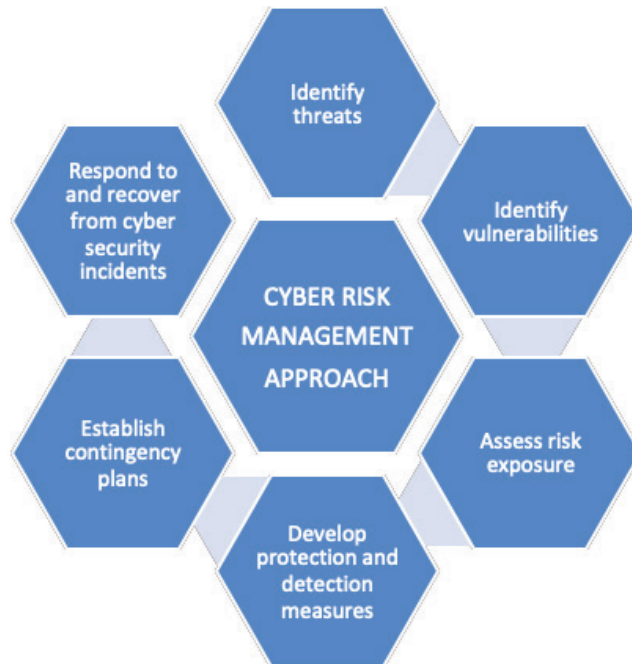 Identify
threats
Identify
vulnerabilities
Assess risk
exposure
Develop
protection and
detection
measures
Establish
contingency
plans
Respond to
and recover
from cyber
security
incidents
CYBER RISK
MANAGEMENT
APPROACH